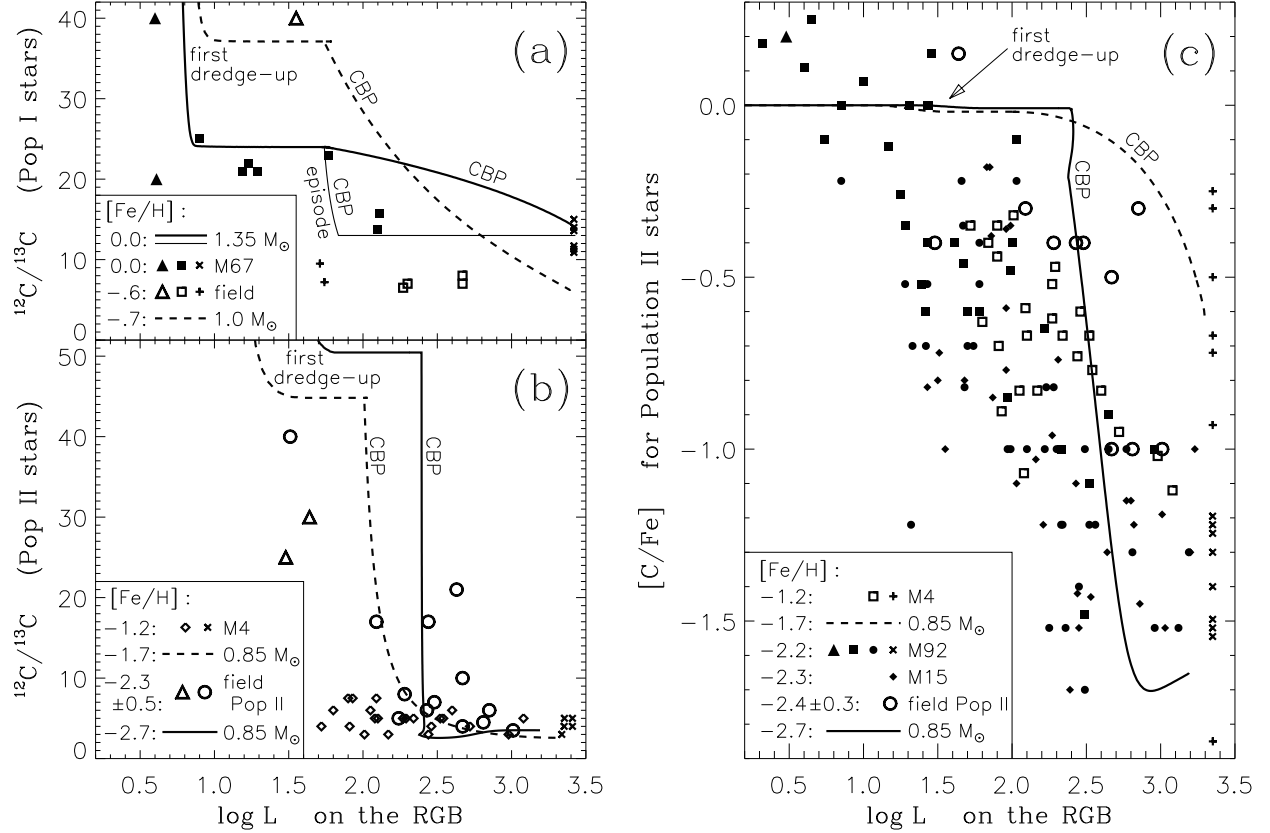 40
30
20
10
0
(a)
first
dredge−up
CBP
CBP
CBP
episode
[Fe/H] :
0.0: 1.35 M⊙
0.0: M67
−.6: field
−.7: 1.0 M⊙
12C/13C (Pop I stars)
50
40
30
20
10
0
(b)
first
dredge−up
CBP
CBP
[Fe/H] :
−1.2: M4
−1.7: 0.85 M⊙
−2.3
±0.5: field
Pop II
−2.7: 0.85 M⊙
12C/13C (Pop II stars)
0.5 1.0 1.5 2.0 2.5 3.0 3.5
log L on the RGB
(c)
first
dredge−up
CBP
CBP
0.0
−0.5
−1.0
−1.5
[C/Fe] for Population II stars
[Fe/H] :
−1.2: M4
−1.7: 0.85 M⊙
−2.2: M92
−2.3: M15
−2.4±0.3: field Pop II
−2.7: 0.85 M⊙
0.5 1.0 1.5 2.0 2.5 3.0 3.5
log L on the RGB